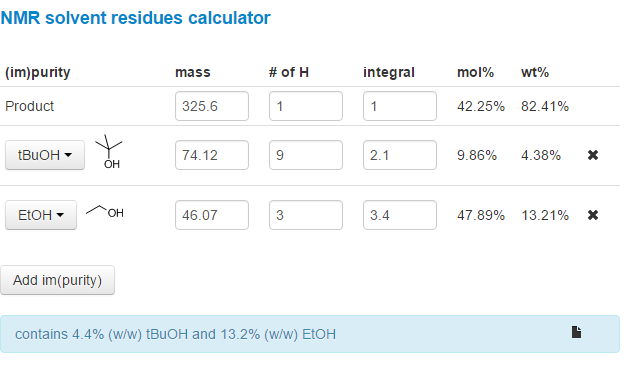 NMR solvent residues calculator
(im)purity mass # of H integral mol% wt%
Product 325.6 1 1 42.25% 82.41%
tBuOH OH 74.12 9 2.1 9.86% 4.38%
EtOH OH 46.07 3 3.4 47.89% 13.21%
Add im(purity)
contains 4.4% (w/w) tBuOH and 13.2% (w/w) EtOH